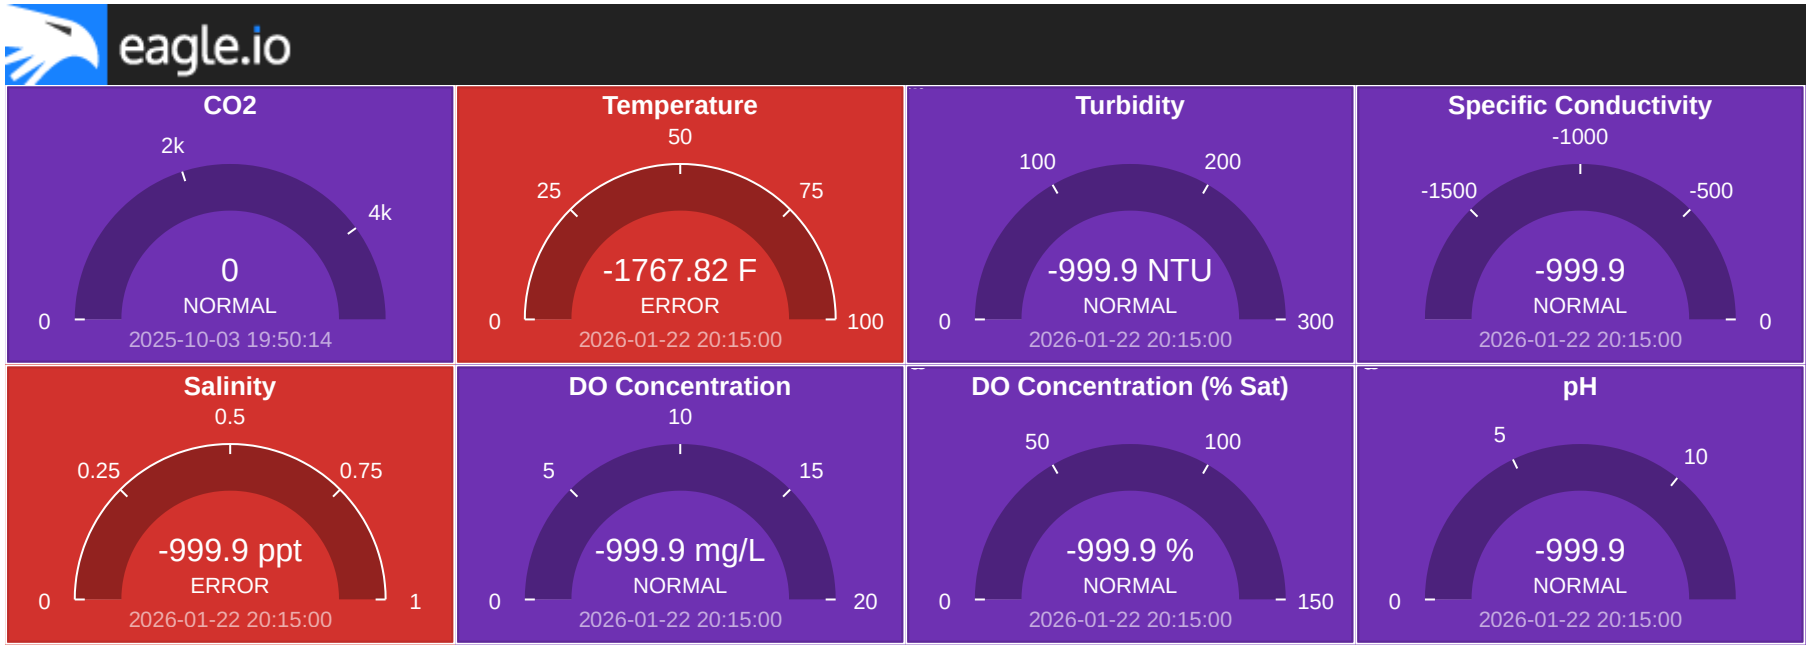 eagle.io
CO2
2k
4k
0
NORMAL
0
2025-10-03 19:50:14
Temperature
50
25
75
-1767.82 F
ERROR
0
100
2026-01-22 20:15:00
Turbidity
100
200
-999.9 NTU
NORMAL
0
300
2026-01-22 20:15:00
Specific Conductivity
-1000
-1500
-500
-999.9
NORMAL
0
2026-01-22 20:15:00
Salinity
0.5
0.25
0.75
-999.9 ppt
ERROR
0
1
2026-01-22 20:15:00
DO Concentration
10
5
15
-999.9 mg/L
NORMAL
0
20
2026-01-22 20:15:00
DO Concentration (% Sat)
50
100
-999.9 %
NORMAL
0
150
2026-01-22 20:15:00
pH
5
10
-999.9
NORMAL
0
2026-01-22 20:15:00